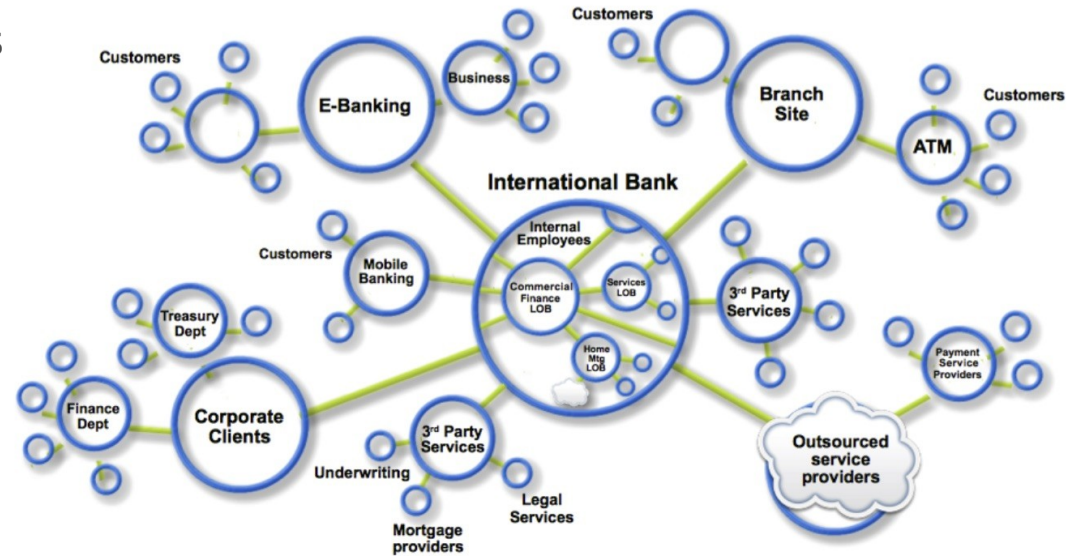 s
Customers
Customers
E-Banking
Business
Branch
Site
Customers
ATM
International Bank
Internal
Employees
Customers
Mobile
Banking
Commercial
Finance
LOB
Services
LOB
3rd Party
Services
Treasury
Dept
Home
Mtg
LOB
Payment
Service
Providers
Finance
Dept
Corporate
Clients
3rd Party
Services
Underwriting
Legal
Services
Mortgage
providers
Outsourced
service
providers